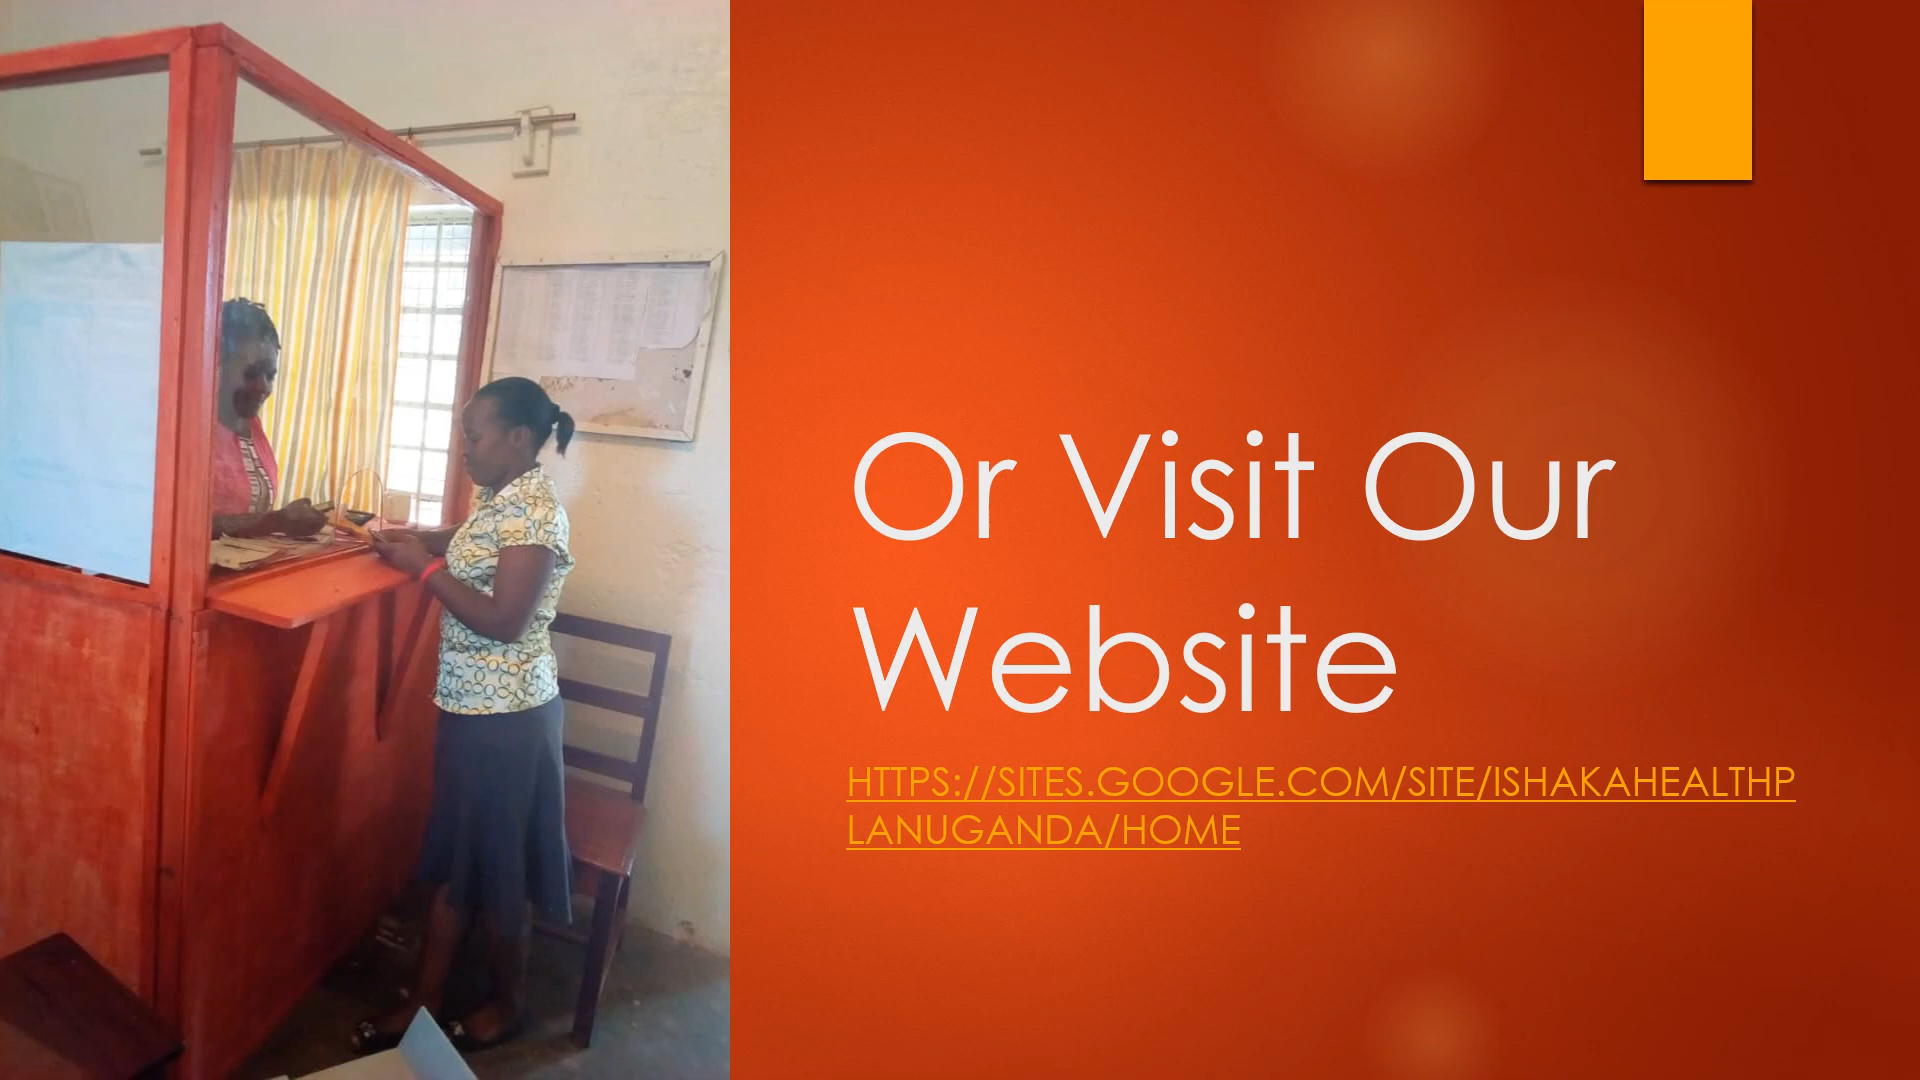 Or Visit Our
Website
HTTPS://SITES.GOOGLE.COM/SITE/ISHAKAHEALTHP
LANUGANDA/HOME